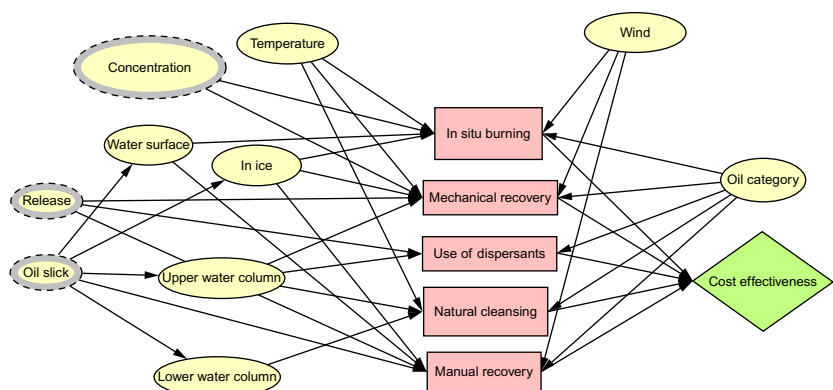 Temperature
Wind
Concentration
In situ burning
Water surface
In ice
Oil category
Release
Mechanical recovery
Use of dispersants
Oil slick
Upper water column
Cost effectiveness
Natural cleansing
Lower water column
Manual recovery